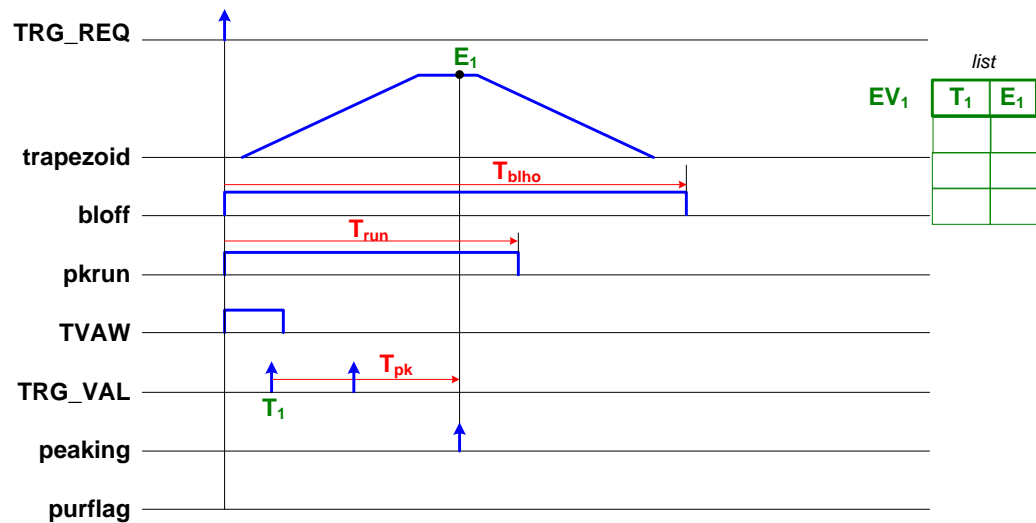 TRG_REQ
E1
list
EV1 T1 E1
trapezoid
Tblho
bloff
Trun
pkrun
TVAW
Tpk
TRG_VAL
T1
peaking
purflag